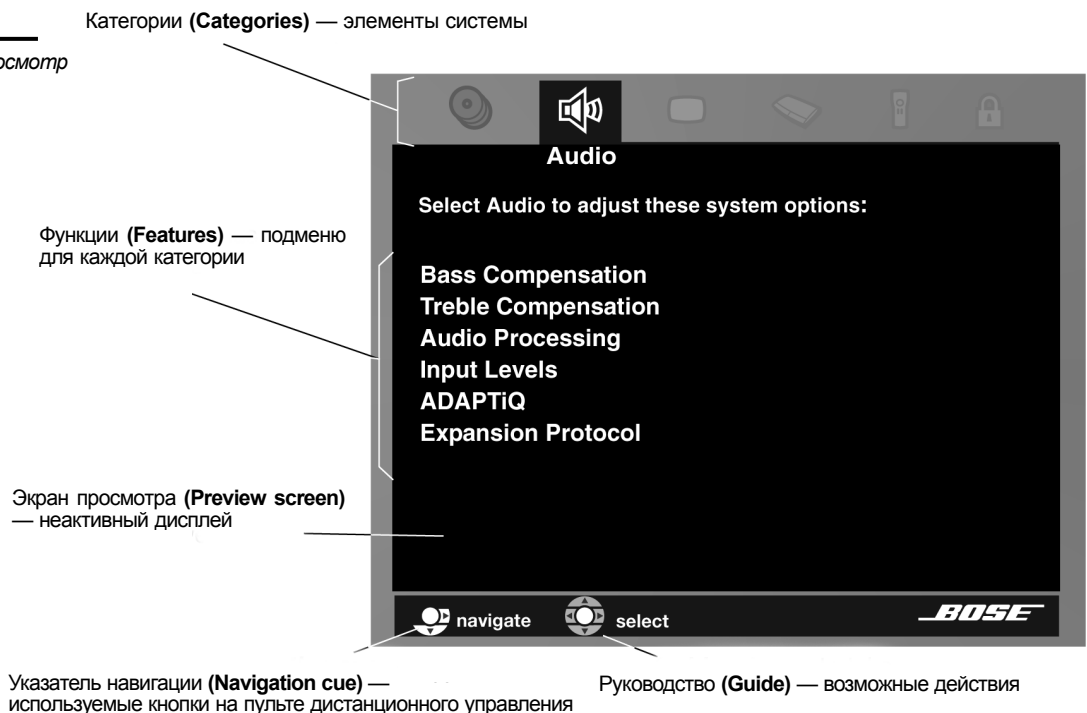 Категории (Categories) — элементы системы
осмотр
Audio
Select Audio to adjust these system options:
Функции (Features) — подменю
для каждой категории
Bass Compensation
Treble Compensation
Audio Processing
Input Levels
ADAPTiQ
Expansion Protocol
Экран просмотра (Preview screen)
— неактивный дисплей
navigate
select
BOSE
Указатель навигации (Navigation cue) —
используемые кнопки на пульте дистанционного управления
Руководство (Guide) — возможные действия